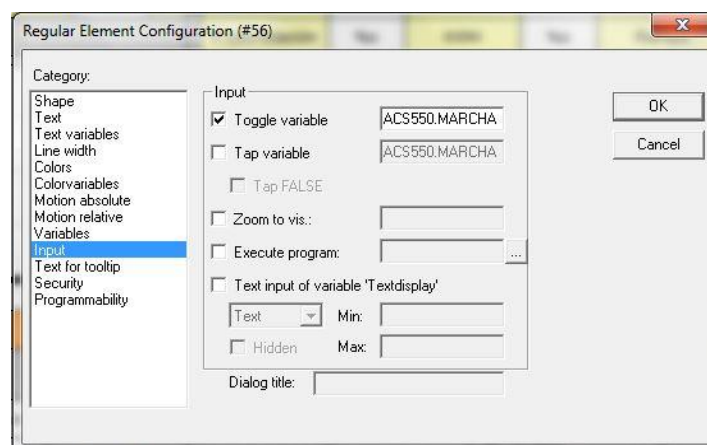 Regular Element Configuration (#56)
Category:
Shape
Text
Text variables
Line width
Colors
Colorvariables
Motion absolute
Motion relative
Variables
Input
Text for tooltip
Security
Programmability
Input
Toggle variable ACS550.MARCHA
Tap variable ACS550.MARCHA
Tap FALSE
Zoom to vis.:
Execute program: ...
Text input of variable 'Textdisplay'
Text Min:
Hidden Max:
Dialog title:
OK
Cancel